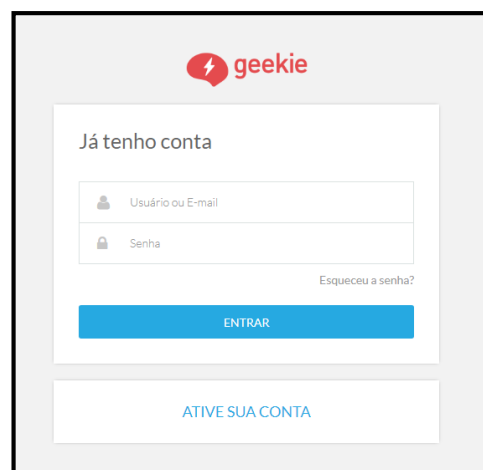 geekie
Já tenho conta
Usuário ou E-mail
Senha
Esqueceu a senha?
ENTRAR
ATIVE SUA CONTA